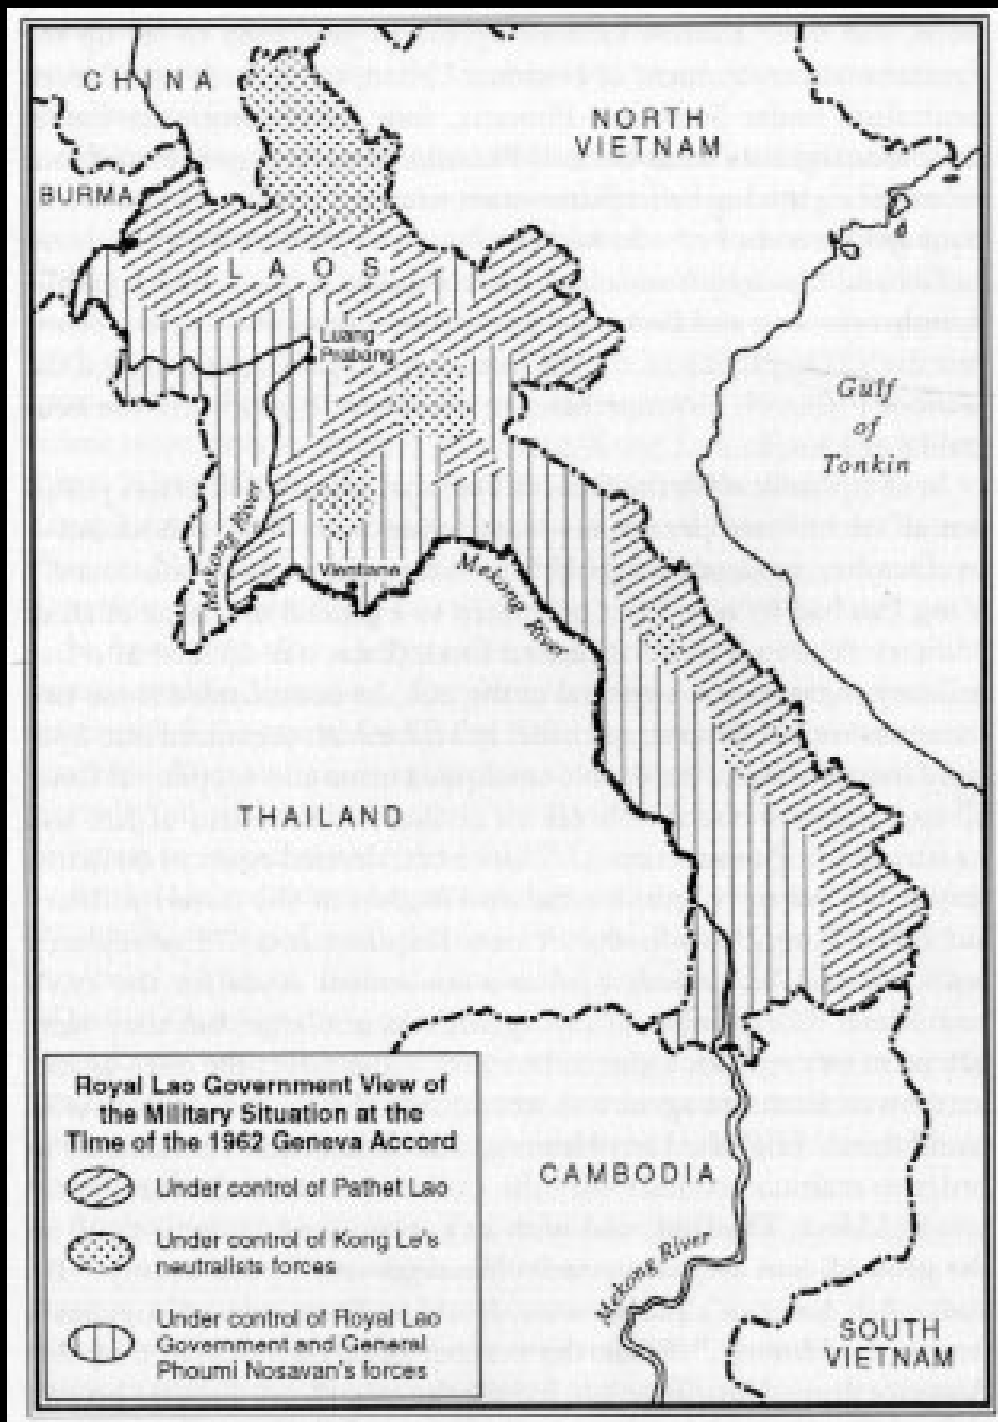 CHINA
NORTH
VIETNAM
BURMA
LAOS
Luang
Prabang
Gulf
of
Tonkin
Mekong River
Vientiane
Mekong River
THAILAND
Royal Lao Government View of
the Military Situation at the
Time of the 1962 Geneva Accord
Under control of Pathet Lao
Under control of Kong Le's
neutralists forces
Under control of Royal Lao
Government and General
Phoumi Nosavan's forces
CAMBODIA
Mekong River
SOUTH
VIETNAM